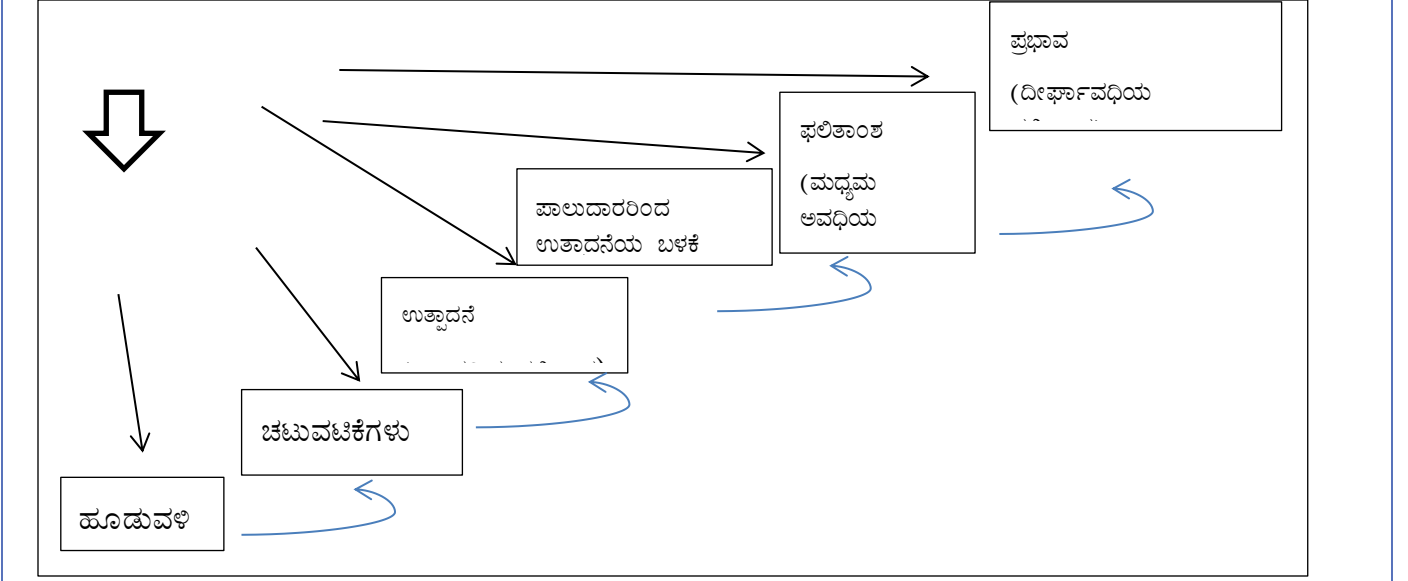 ಪ್ರಭಾವ
(ದೀರ್ಘಾವಧಿಯ
ಫಲಿತಾಂಶ
(ಮಧ್ಯಮ
ಅವಧಿಯ
ಪಾಲುದಾರರಿಂದ
ಉತ್ಪಾದನೆಯ ಬಳಕೆ
ಉತ್ಪಾದನೆ
ಚಟುವಟಿಕೆಗಳು
ಹೂಡುವಳಿ